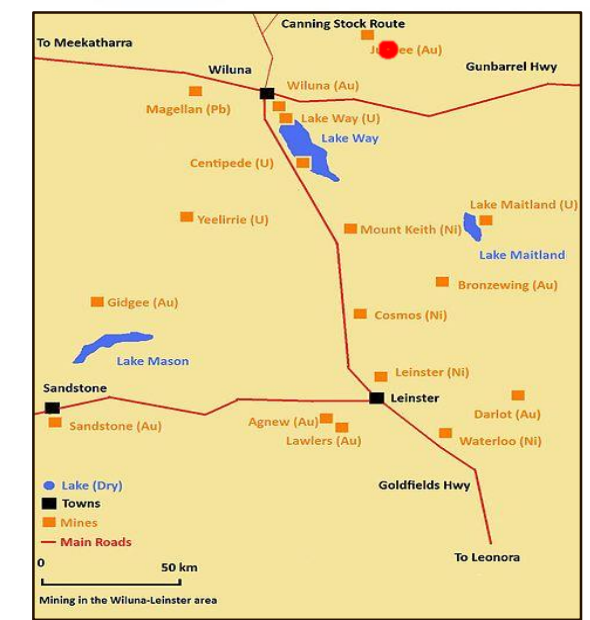 Canning Stock Route
To Meekatharra
(Au)
Gunbarrel Hwy
Wiluna
Wiluna (Au)
Magellan (Pb)
Lake Way (U)
Lake Way
Centipede (U)
Lake Maitland (U)
Yeelirrie (U)
Mount Keith (Ni)
Lake Maitland
Bronzewing (Au)
Gidgee (Au)
Cosmos (Ni)
Lake Mason
Leinster (Ni)
Sandstone
Leinster
Darlot (Au)
Sandstone (Au)
Agnew (Au)
Lawlers (Au)
Waterloo (Ni)
Lake (Dry)
Goldfields Hwy
Towns
Mines
Main Roads
To Leonora
0
50 km
Mining in the Wiluna-Leinster area